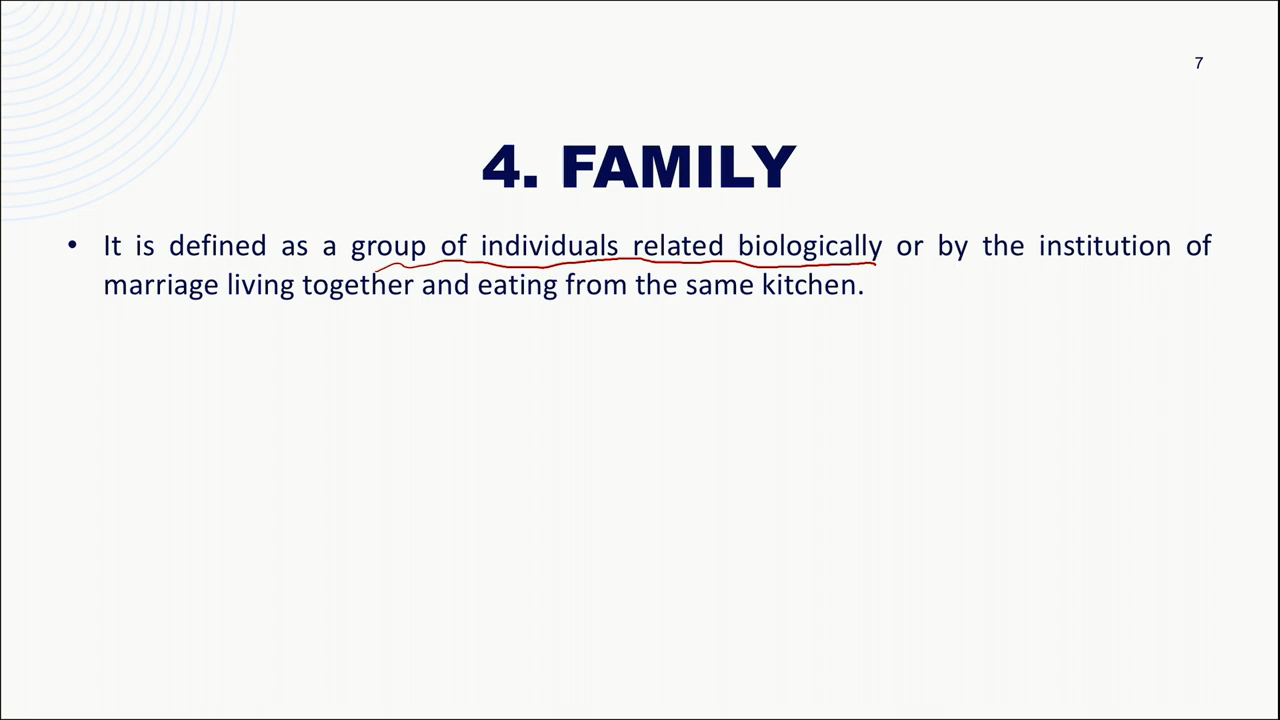 7
4. FAMILY
• It is defined as a group of individuals related biologically or by the institution of
marriage living together and eating from the same kitchen.